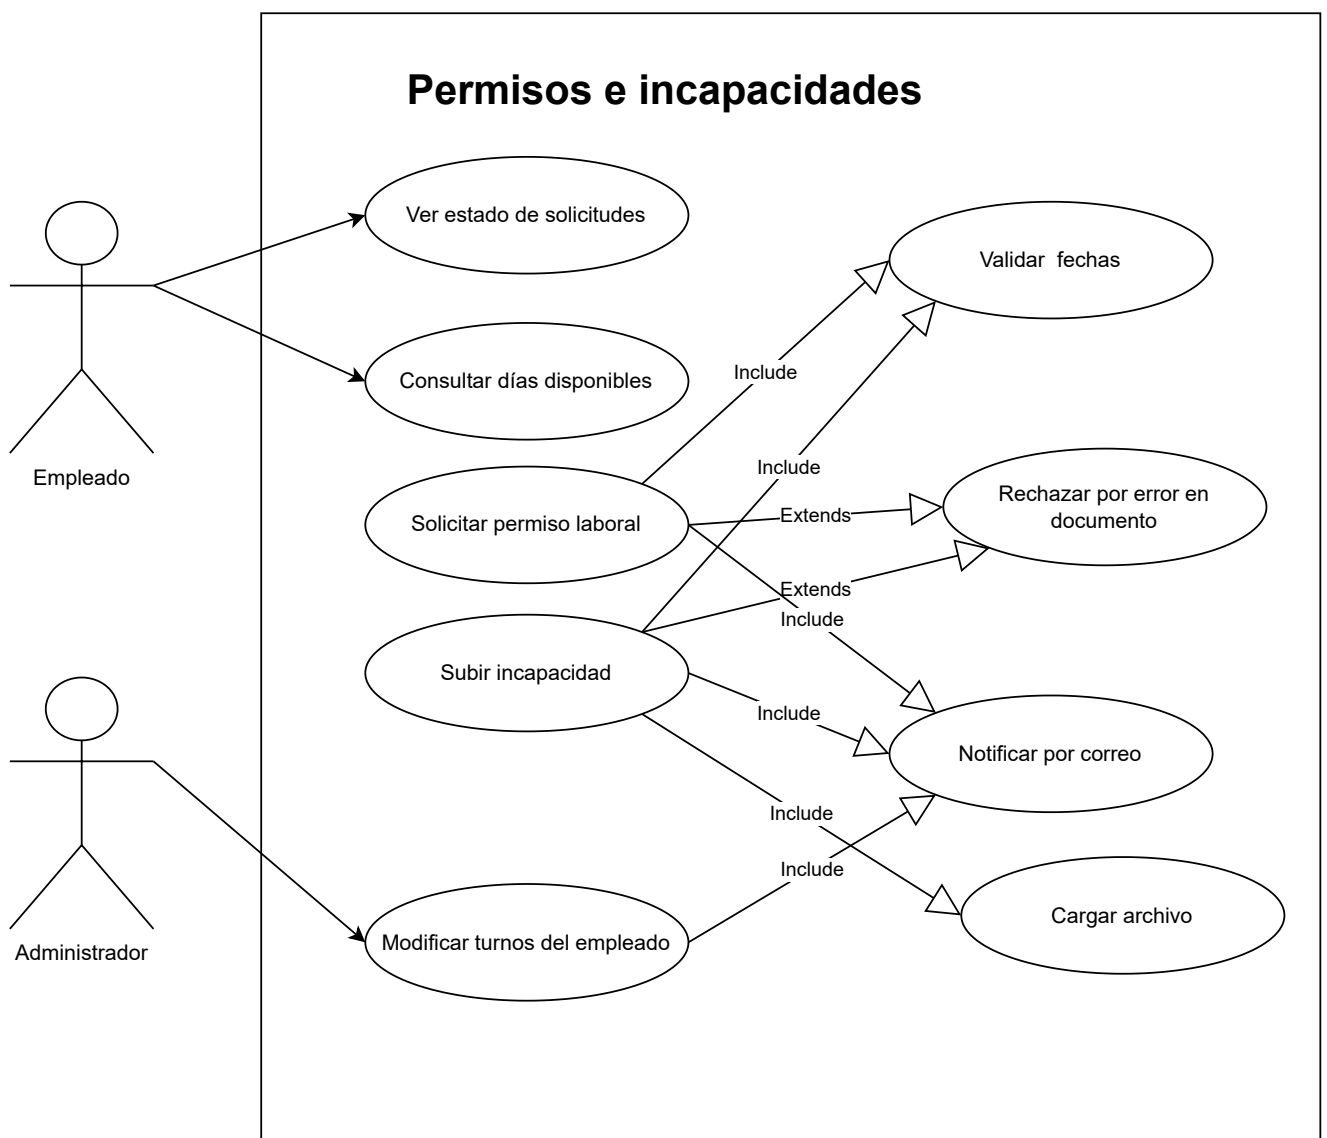 Permisos e incapacidades
Ver estado de solicitudes
Validar  fechas
Include
Consultar días disponibles
Empleado
Include
Rechazar por error en
documento
Solicitar permiso laboral
Extends
Extends
Include
Subir incapacidad
Include
Notificar por correo
Include
Include
Cargar archivo
Modificar turnos del empleado
Administrador